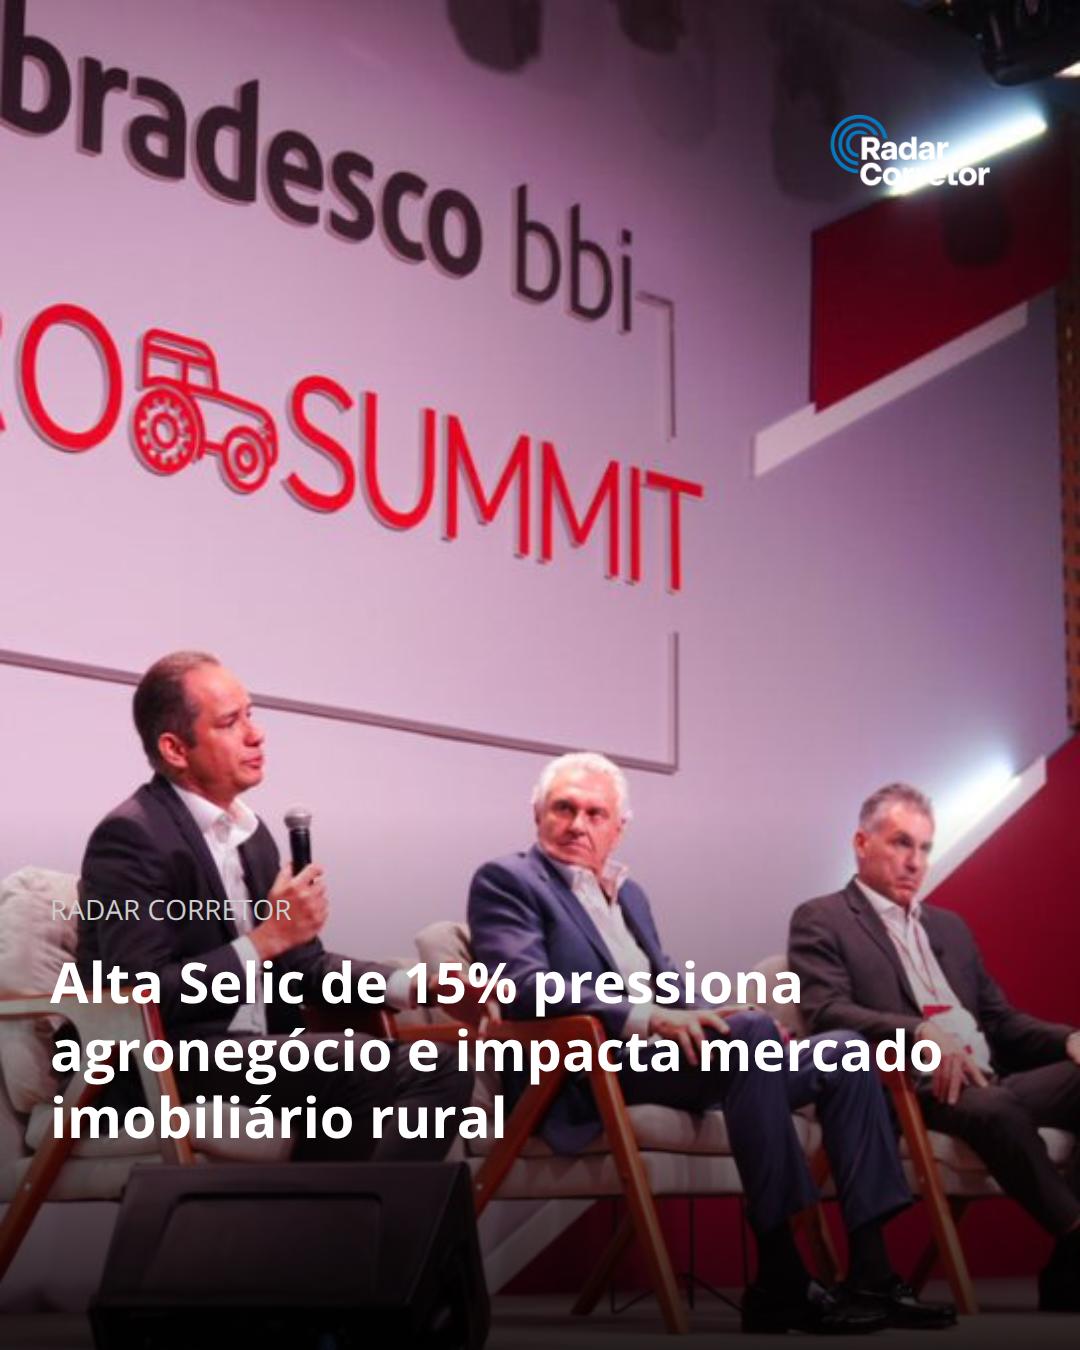 bradesco bbi
Radar
Corretor
O SUMMIT
RADAR CORRETOR
Alta Selic de 15% pressiona
agronegócio e impacta mercado
imobiliário rural